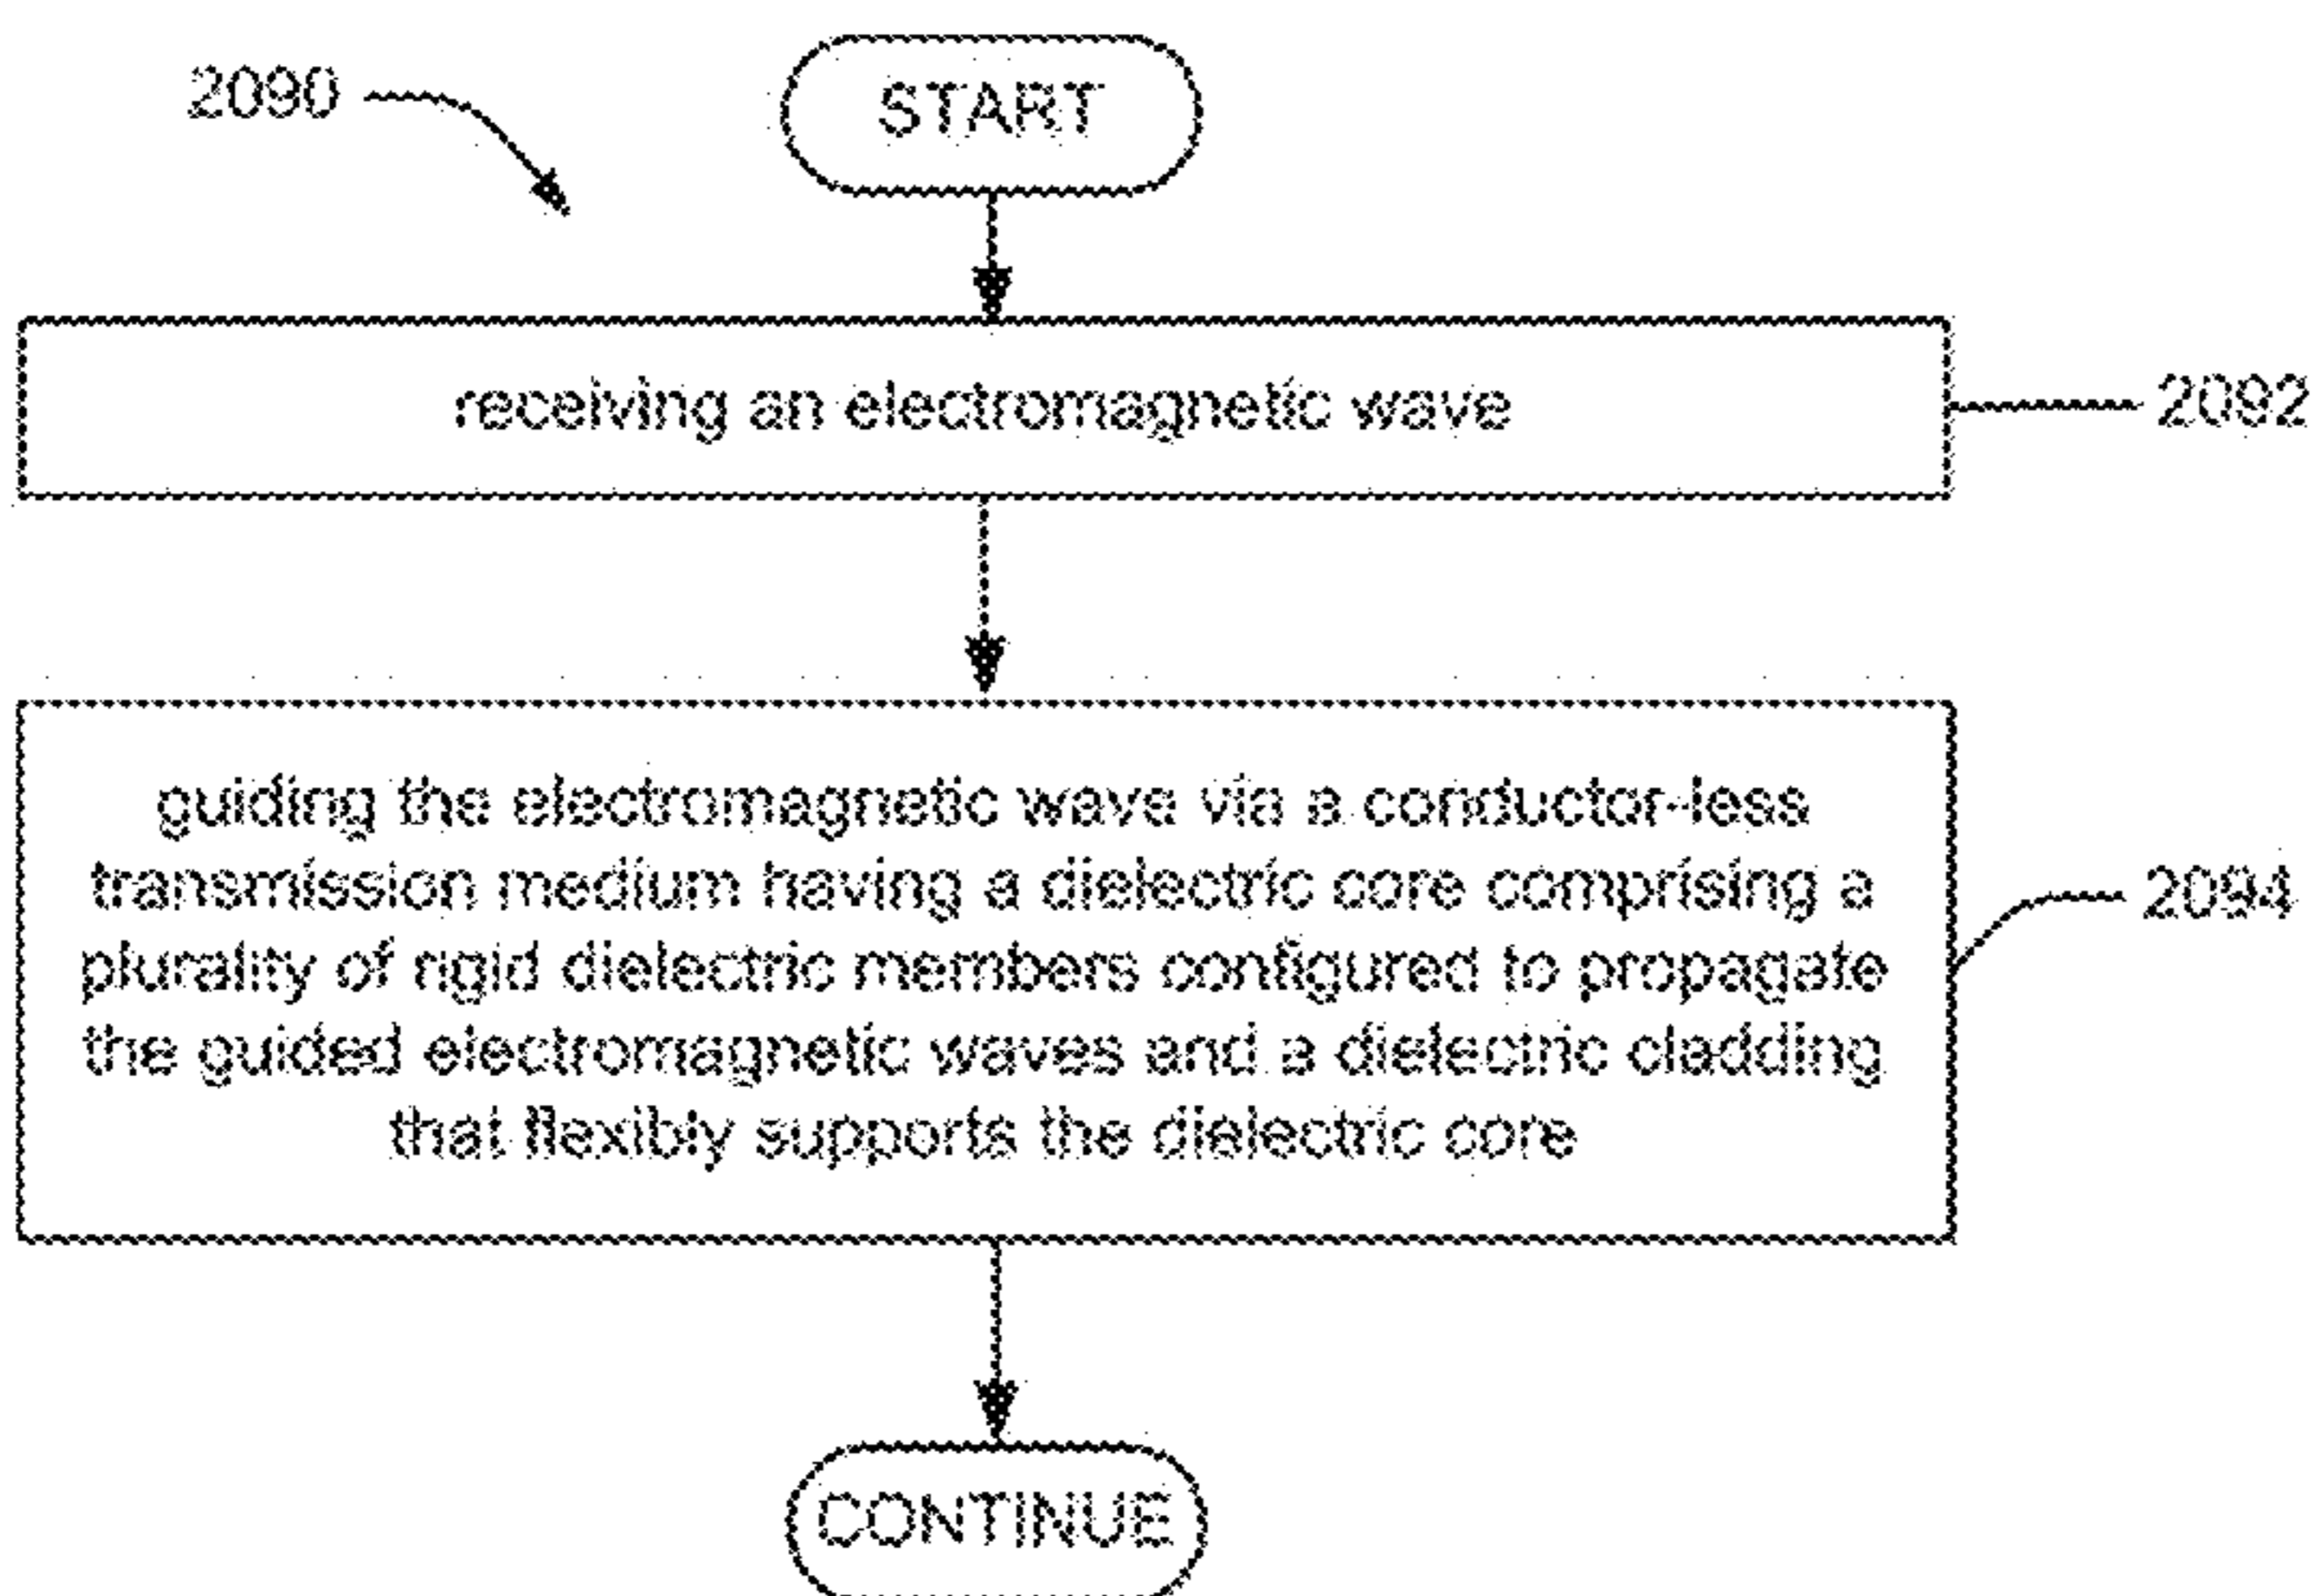 2090
START
receiving an electromagnetic wave
2092
guiding the electromagnetic wave via a conductor-less
transmission medium having a dielectric core comprising a
plurality of rigid dielectric members configured to propagate
the guided electromagnetic waves and a dielectric cladding
that flexibly supports the dielectric core
2094
CONTINUE